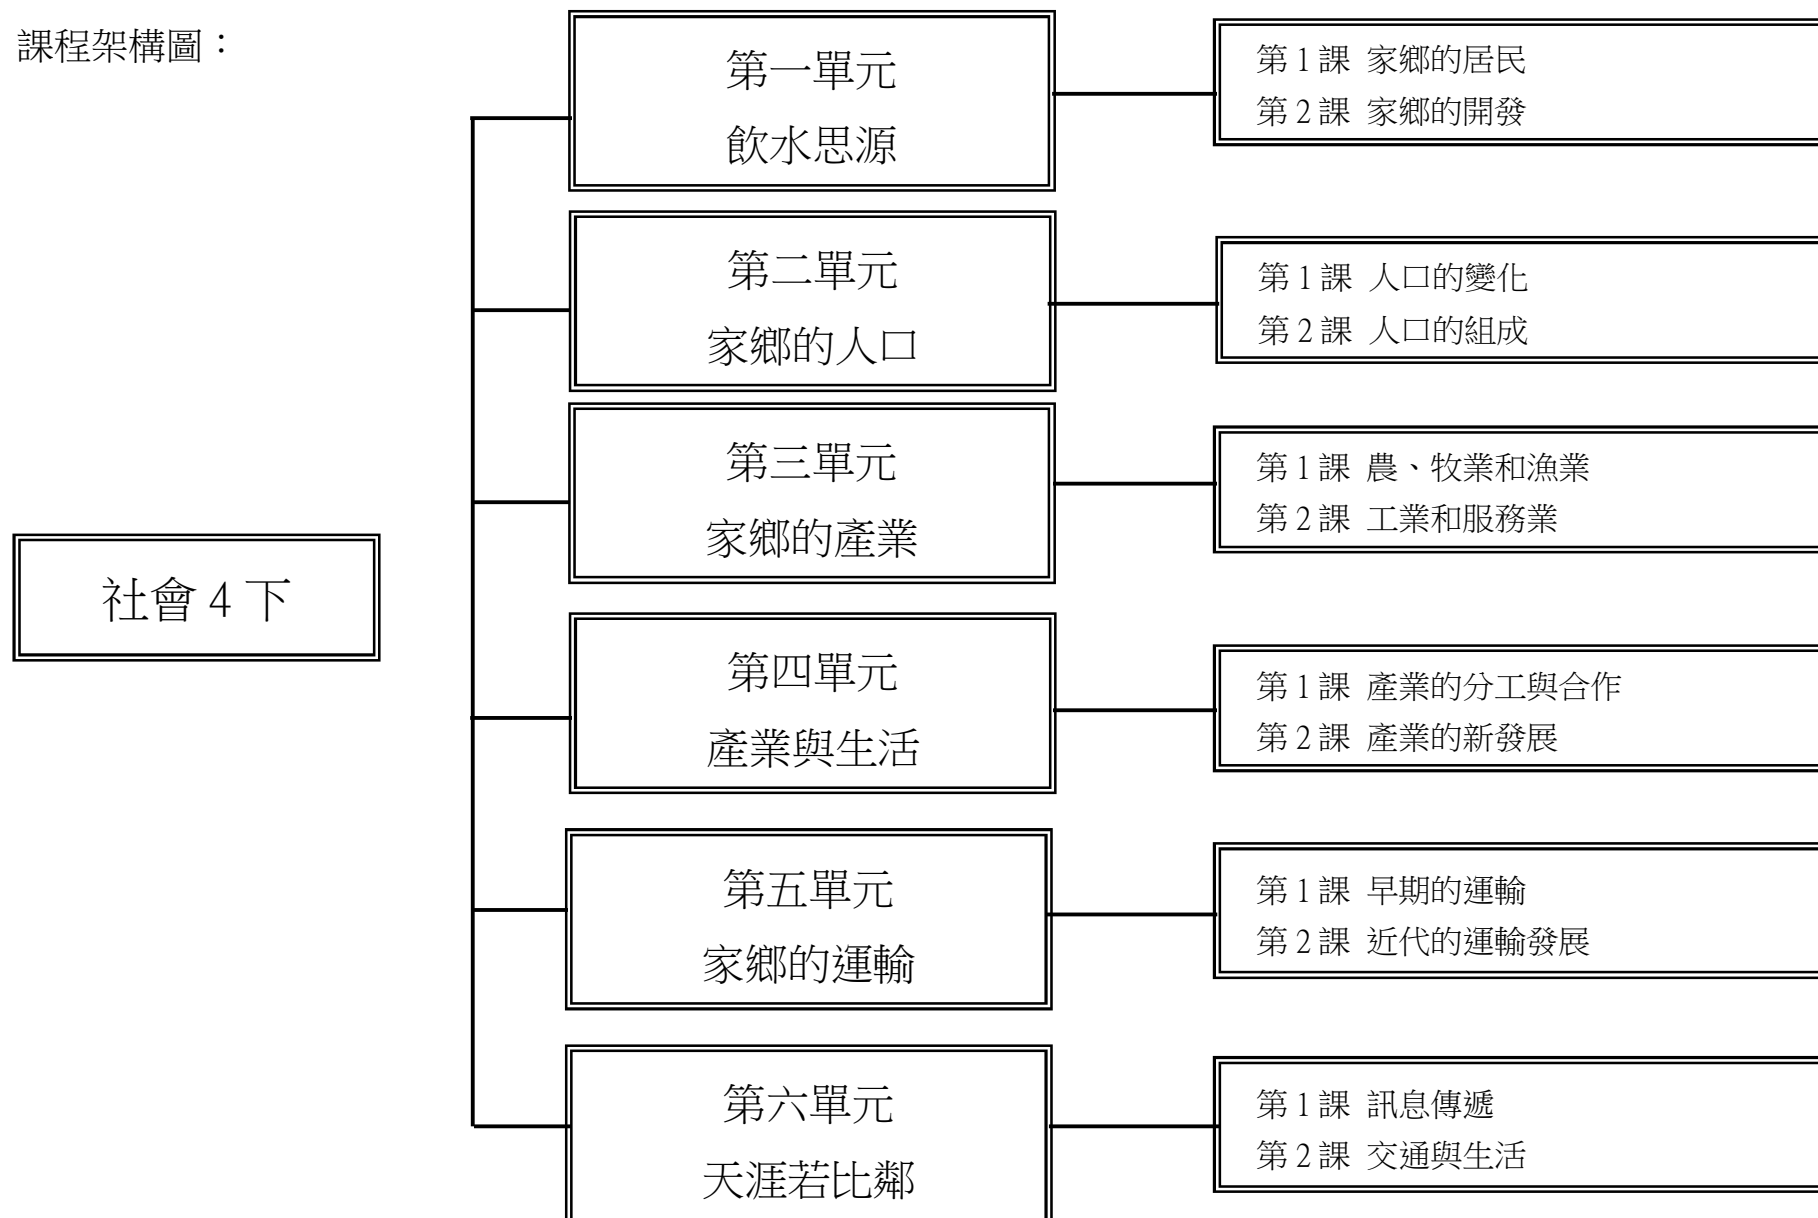 課程架構圖：
社會4下
第一單元
飲水思源
第1課 家鄉的居民
第2課 家鄉的開發
第二單元
家鄉的人口
第1課 人口的變化
第2課 人口的組成
第三單元
家鄉的產業
第1課 農、牧業和漁業
第2課 工業和服務業
第四單元
產業與生活
第1課 產業的分工與合作
第2課 產業的新發展
第五單元
家鄉的運輸
第1課 早期的運輸
第2課 近代的運輸發展
第六單元
天涯若比鄰
第1課 訊息傳遞
第2課 交通與生活